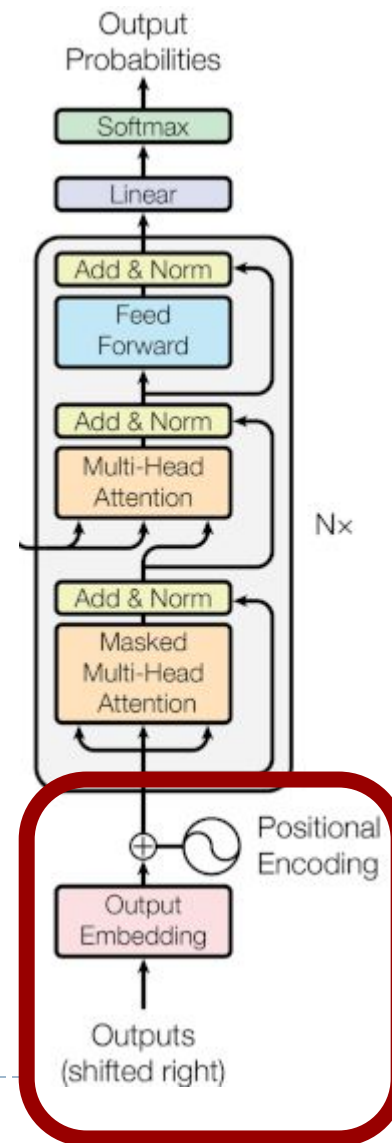 Output
Probabilities
Softmax
Linear
Add & Norm
Feed
Forward
Add & Norm
Multi-Head
Attention
N×
Add & Norm
Masked
Multi-Head
Attention
Positional
Encoding
Output
Embedding
Outputs
(shifted right)